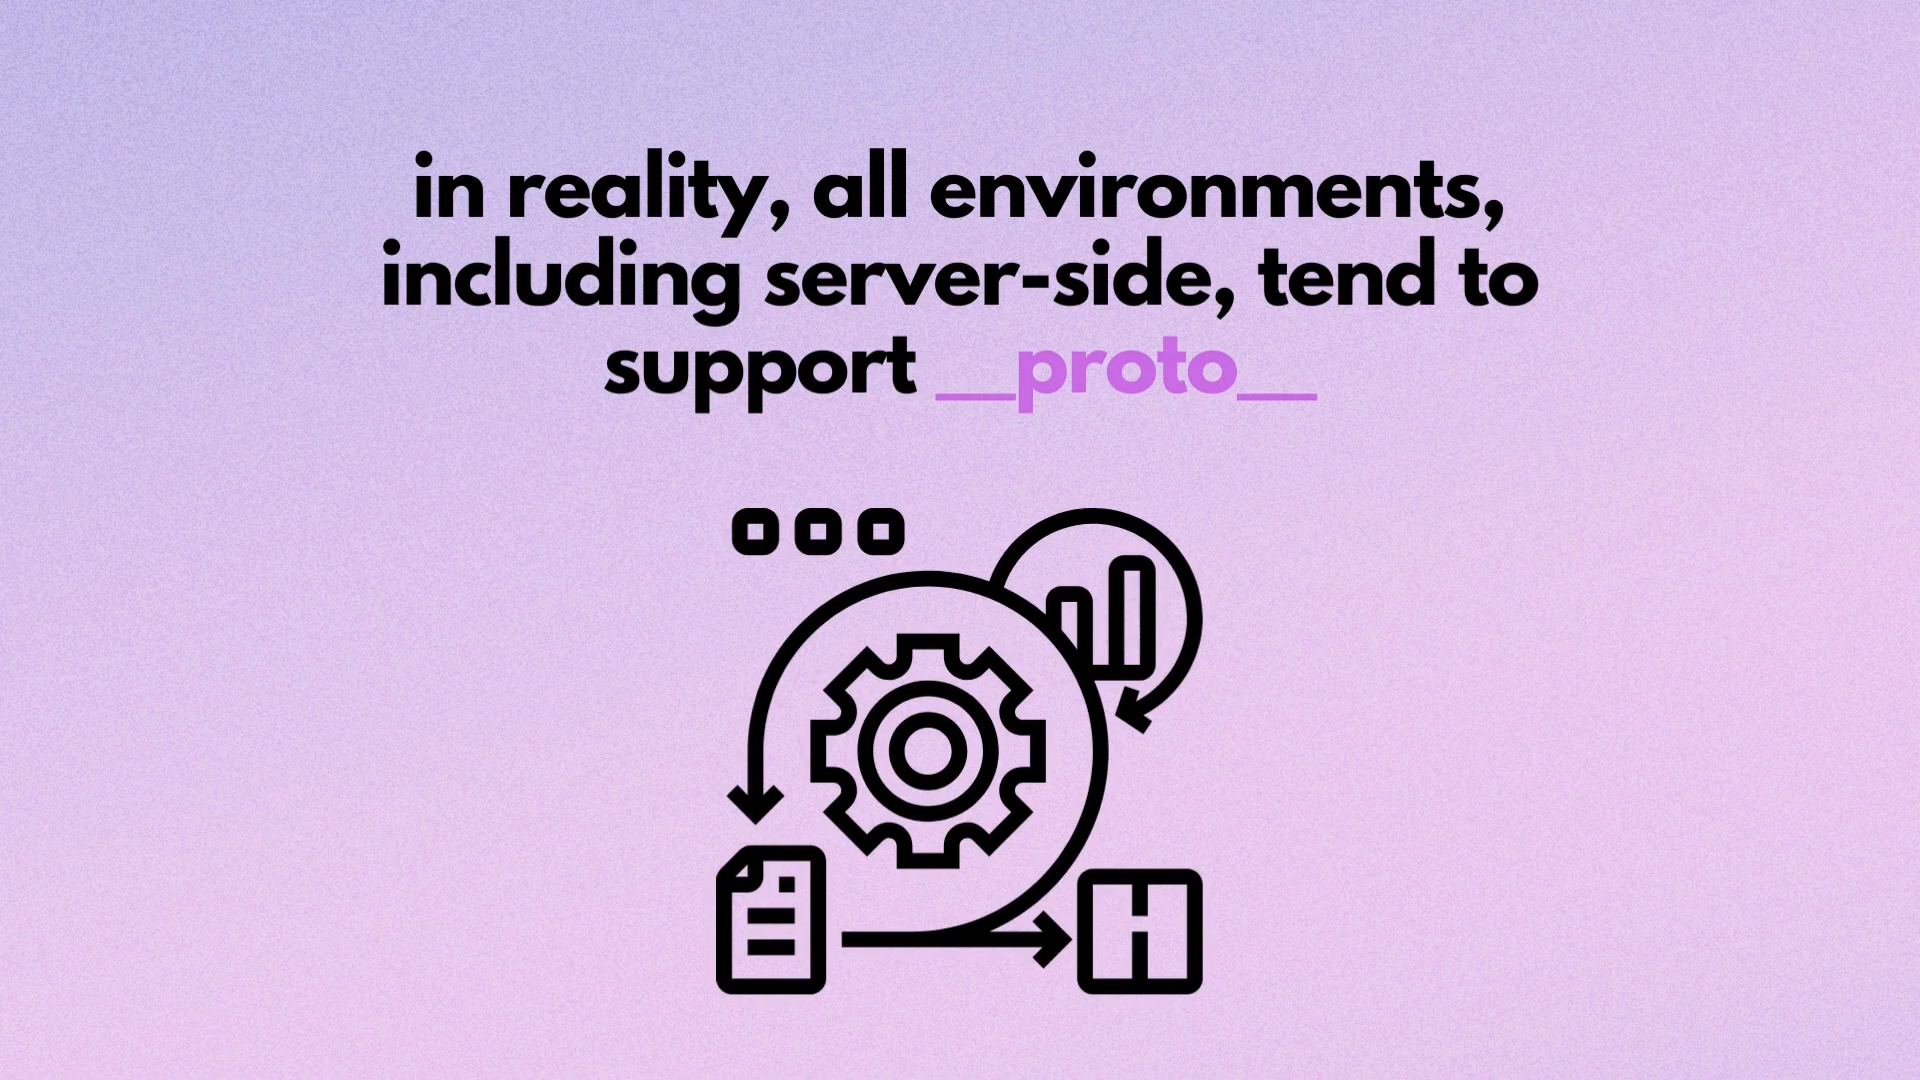 in reality, all environments,
including server-side, tend to
support __proto__